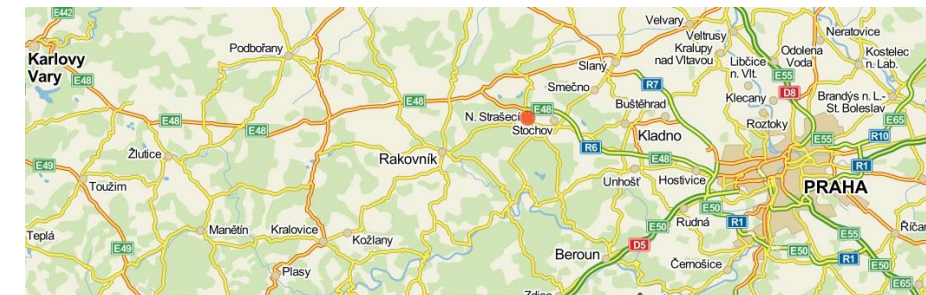 E442
Velvary
Veltrusy
Neratovice
Karlovy
Vary
Podbořany
Kralupy
nad Vltavou
Odolena
Voda
Kostelec
n. Lab.
Slaný
Libčice
n. Vlt.
E55
E48
R7
D8
Smečno
Klecany
Brandýs n. L.-
St. Boleslav
E48
Buštěhrad
E48
N. Strašecí
Stochov
Roztoky
E65
E48
E48
Kladno
E55
R10
Žlutice
Rakovník
R6
E48
R1
E49
Unhošť
Hostivice
Toužim
PRAHA
E50
E50
Rudná
R1
Teplá
Manětín
Kralovice
Kožlany
E55
Říčan
E49
D5
E50
R1
Beroun
E50
Plasy
Černošice
E65
Zdice